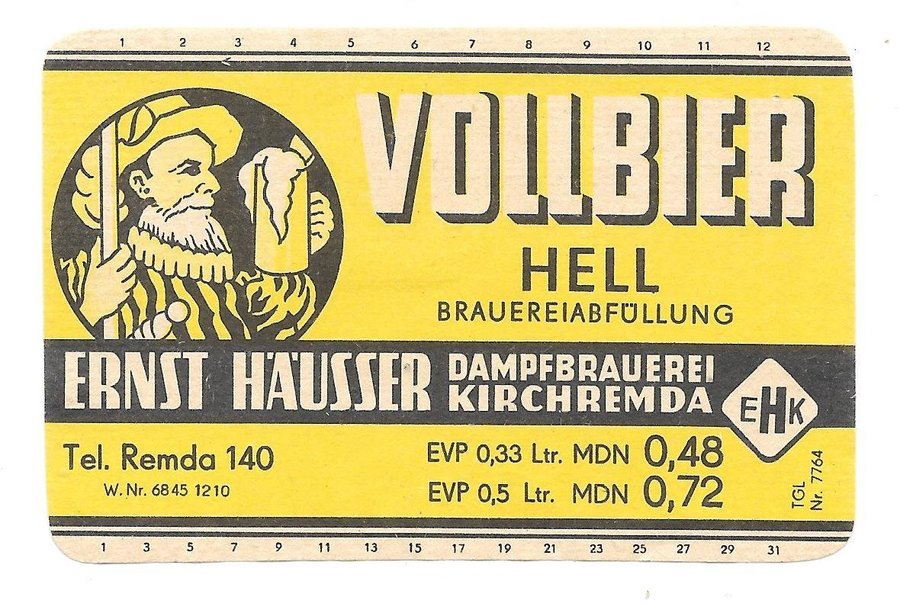 1 2 3 4 5 6 7 8 9 10 11 12
VOLLBIER
HELL
BRAUEREIABFÜLLUNG
ERNST HÄUSSER
DAMPFBRAUEREI
KIRCHREMDA
EHK
Tel. Remda 140
W. Nr. 6845 1210
EVP 0,33 Ltr. MDN 0,48
EVP 0,5 Ltr. MDN 0,72
TGL
Nr. 7764
1 3 5 7 9 11 13 15 17 19 21 23 25 27 29 31